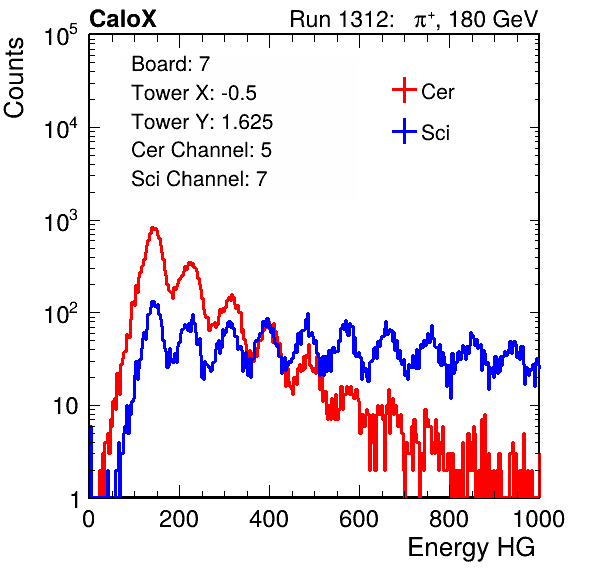 CaloX Run 1312: π⁺, 180 GeV
Counts
10⁵
10⁴
10³
10²
10
1
Board: 7
Tower X: -0.5
Tower Y: 1.625
Cer Channel: 5
Sci Channel: 7
Cer
Sci
0 200 400 600 800 1000
Energy HG